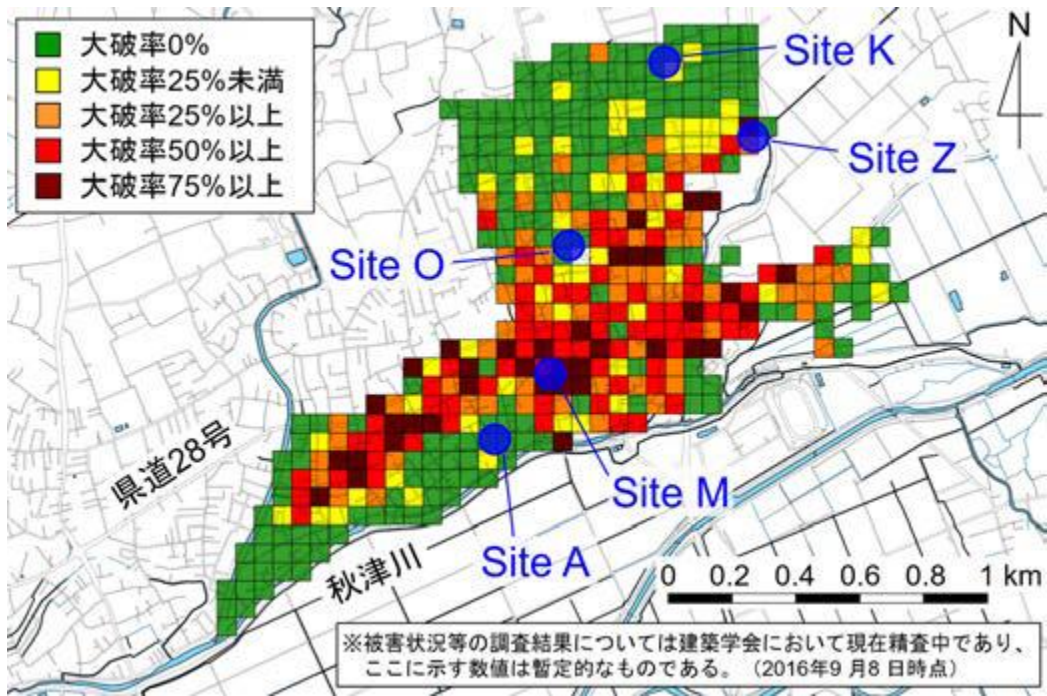 大破率0%
大破率25%未満
大破率25%以上
大破率50%以上
大破率75%以上
N
Site K
Site Z
Site O
県道28号
Site M
Site A
秋津川
0 0.2 0.4 0.6 0.8 1 km
※被害状況等の調査結果については建築学会において現在精査中であり、
ここに示す数値は暫定的なものである。（2016年9月8日時点）